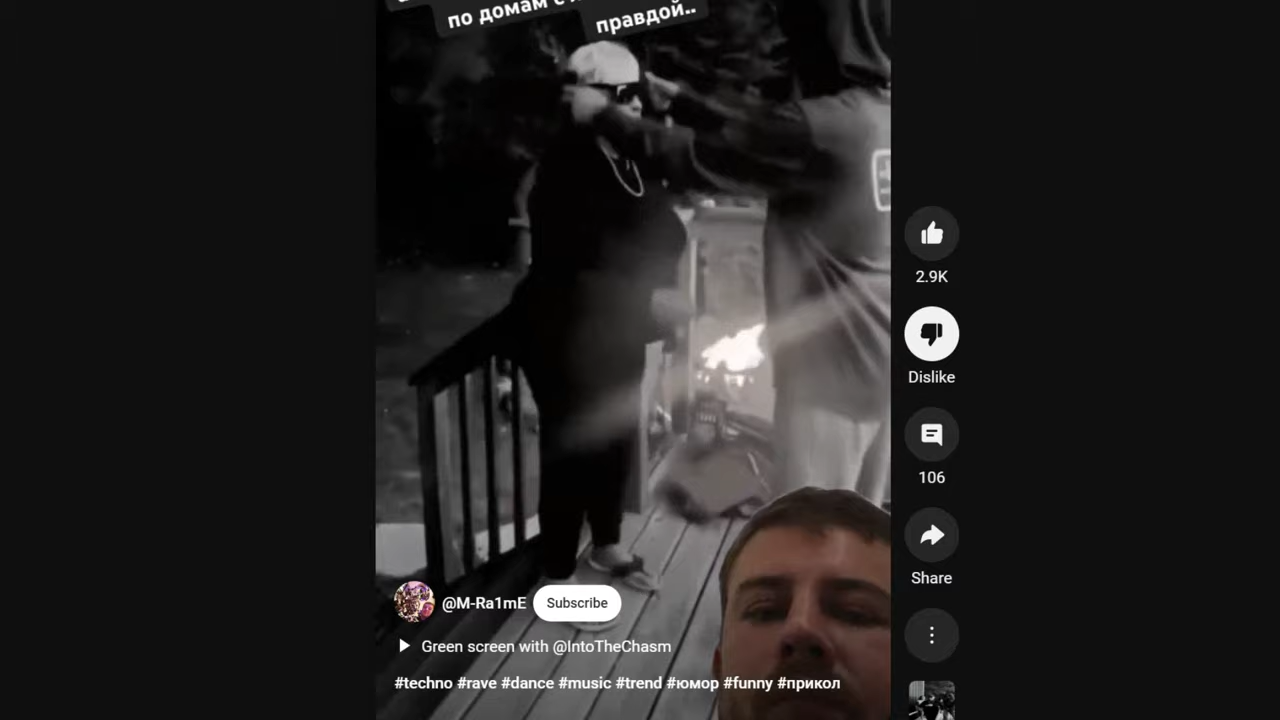 по домам с
правдой..
2.9K
Dislike
106
Share
@M-Ra1mE Subscribe
Green screen with @IntoTheChasm
#techno #rave #dance #music #trend #юмор #funny #прикол